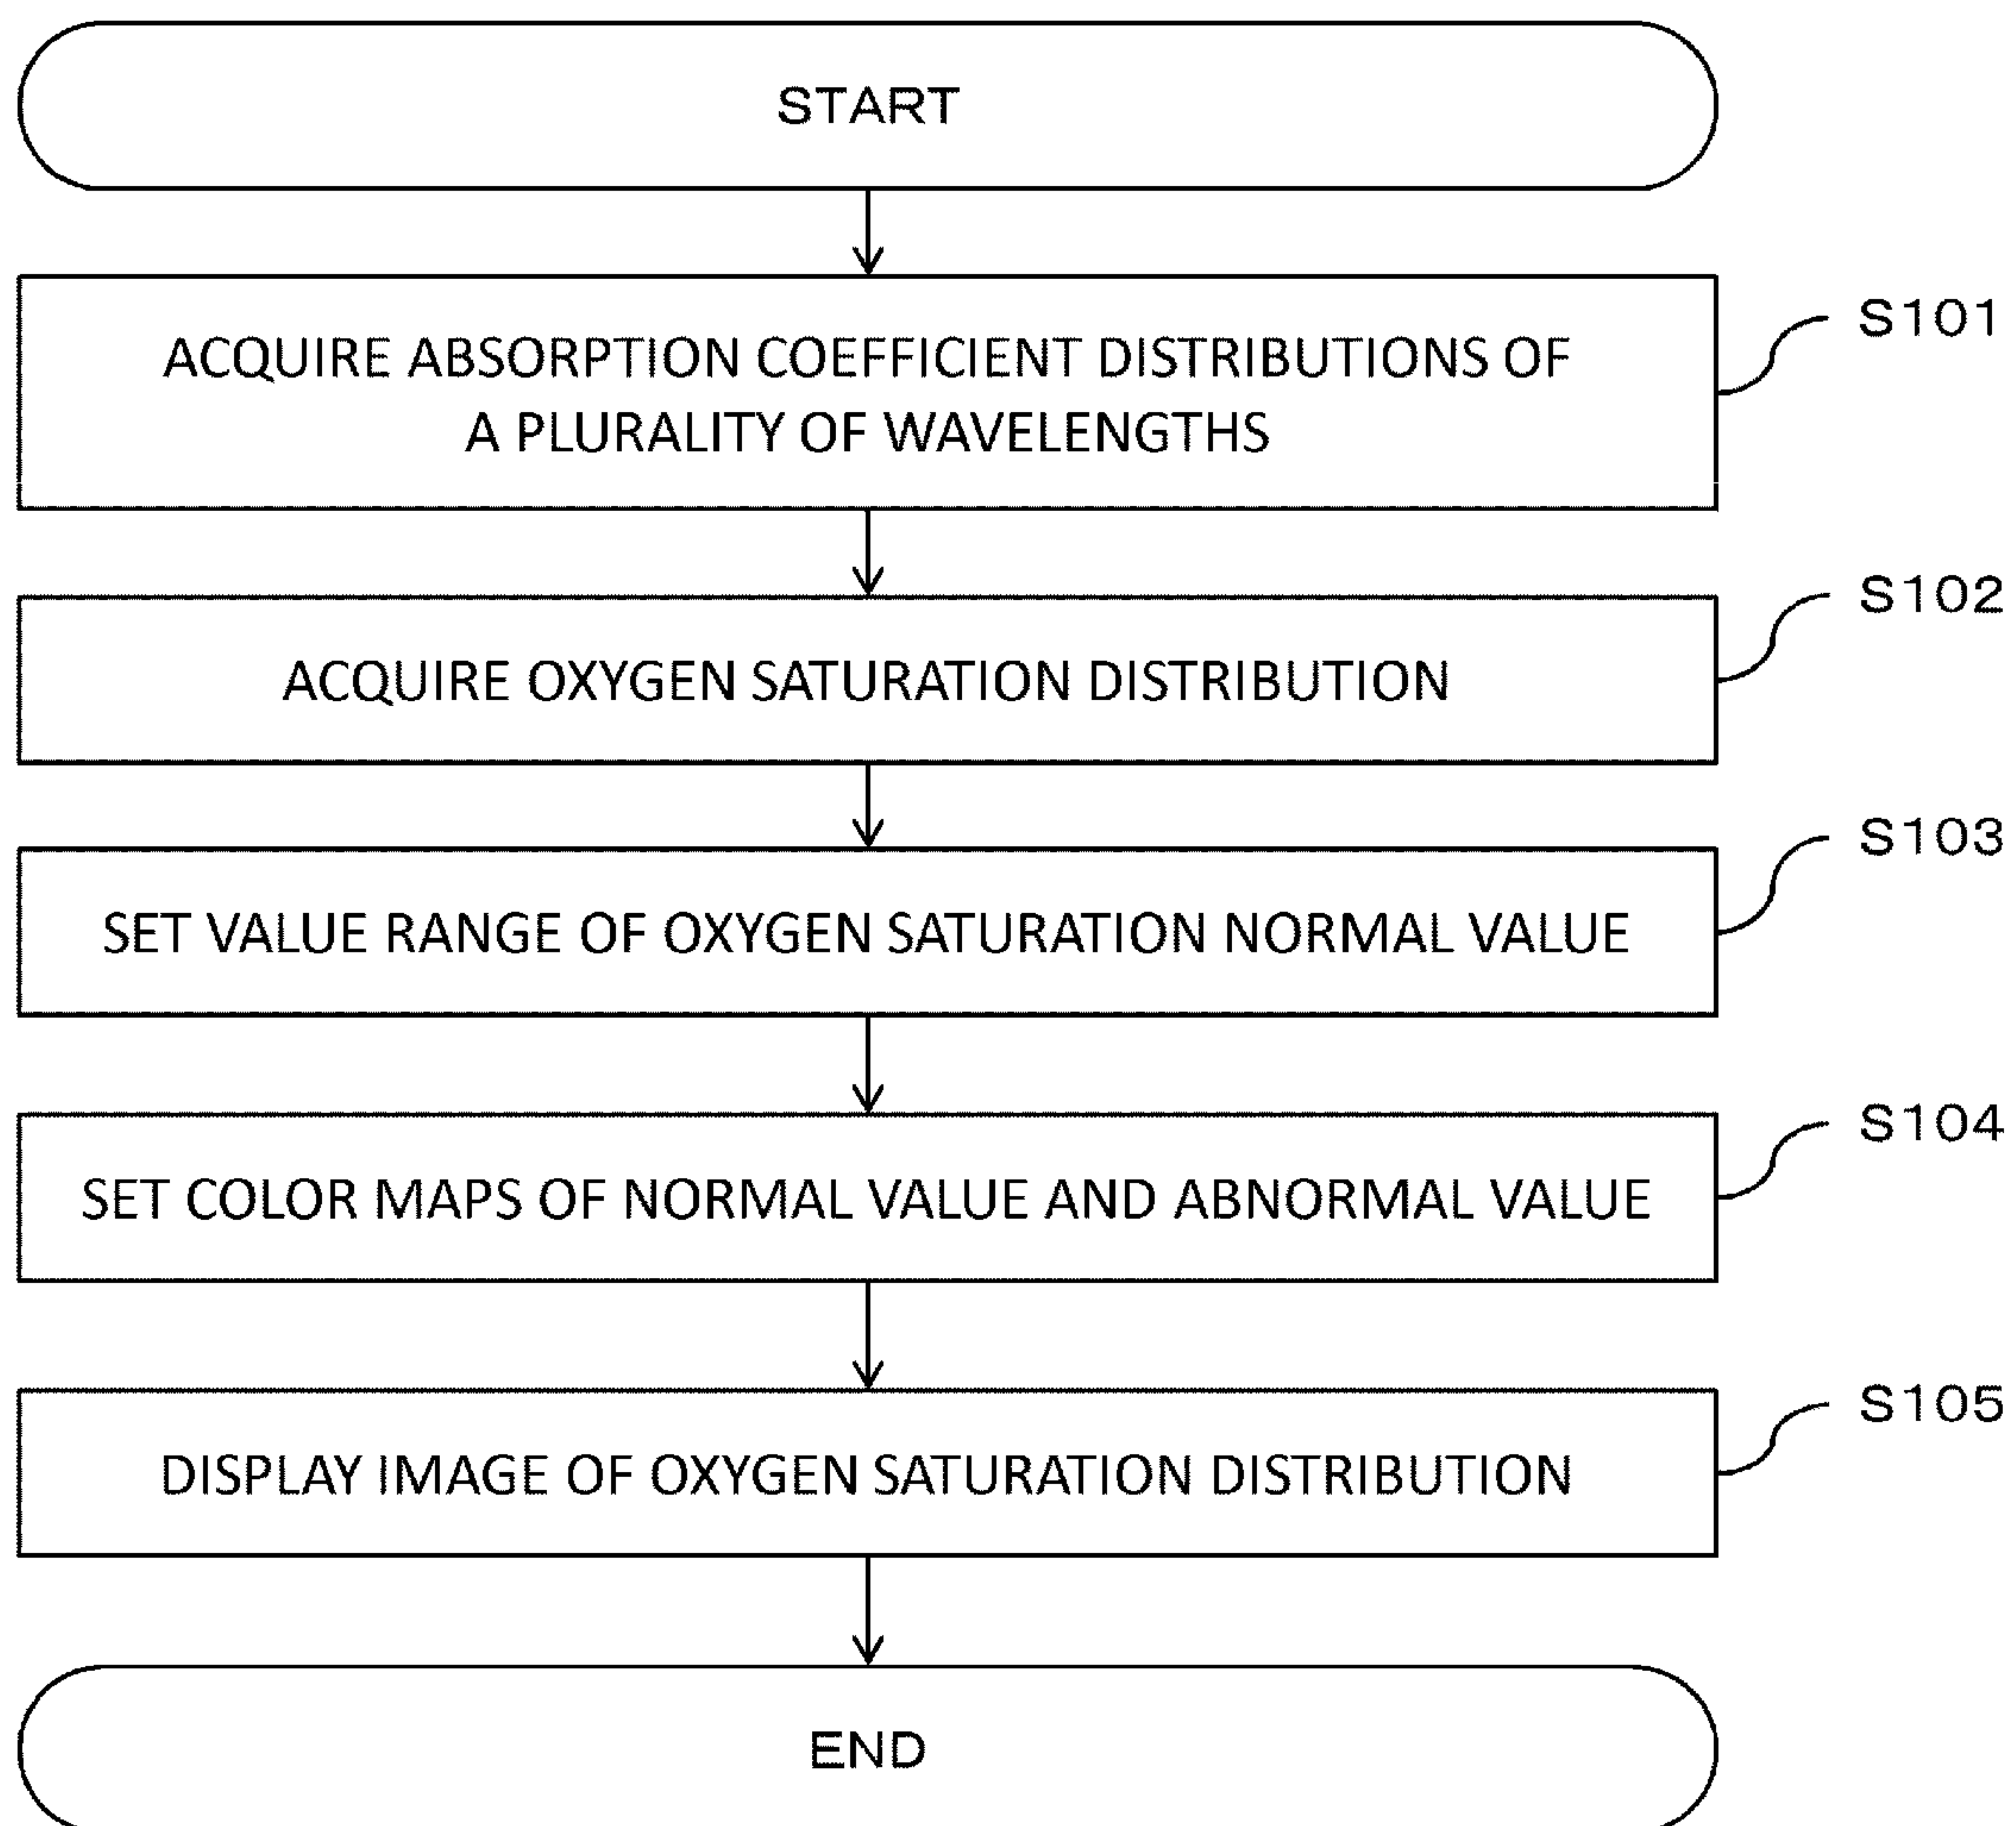 START
ACQUIRE ABSORPTION COEFFICIENT DISTRIBUTIONS OF
A PLURALITY OF WAVELENGTHS
S101
ACQUIRE OXYGEN SATURATION DISTRIBUTION
S102
SET VALUE RANGE OF OXYGEN SATURATION NORMAL VALUE
S103
SET COLOR MAPS OF NORMAL VALUE AND ABNORMAL VALUE
S104
DISPLAY IMAGE OF OXYGEN SATURATION DISTRIBUTION
S105
END